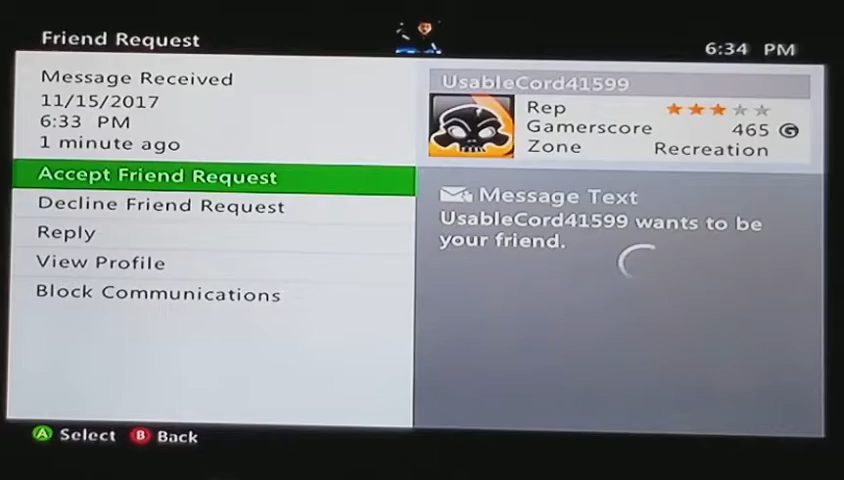 Friend Request
6:34 PM
Message Received
11/15/2017
6:33 PM
1 minute ago
Accept Friend Request
Decline Friend Request
Reply
View Profile
Block Communications
UsableCord41599
Rep
Gamerscore 465 G
Zone Recreation
Message Text
UsableCord41599 wants to be
your friend.
A Select B Back